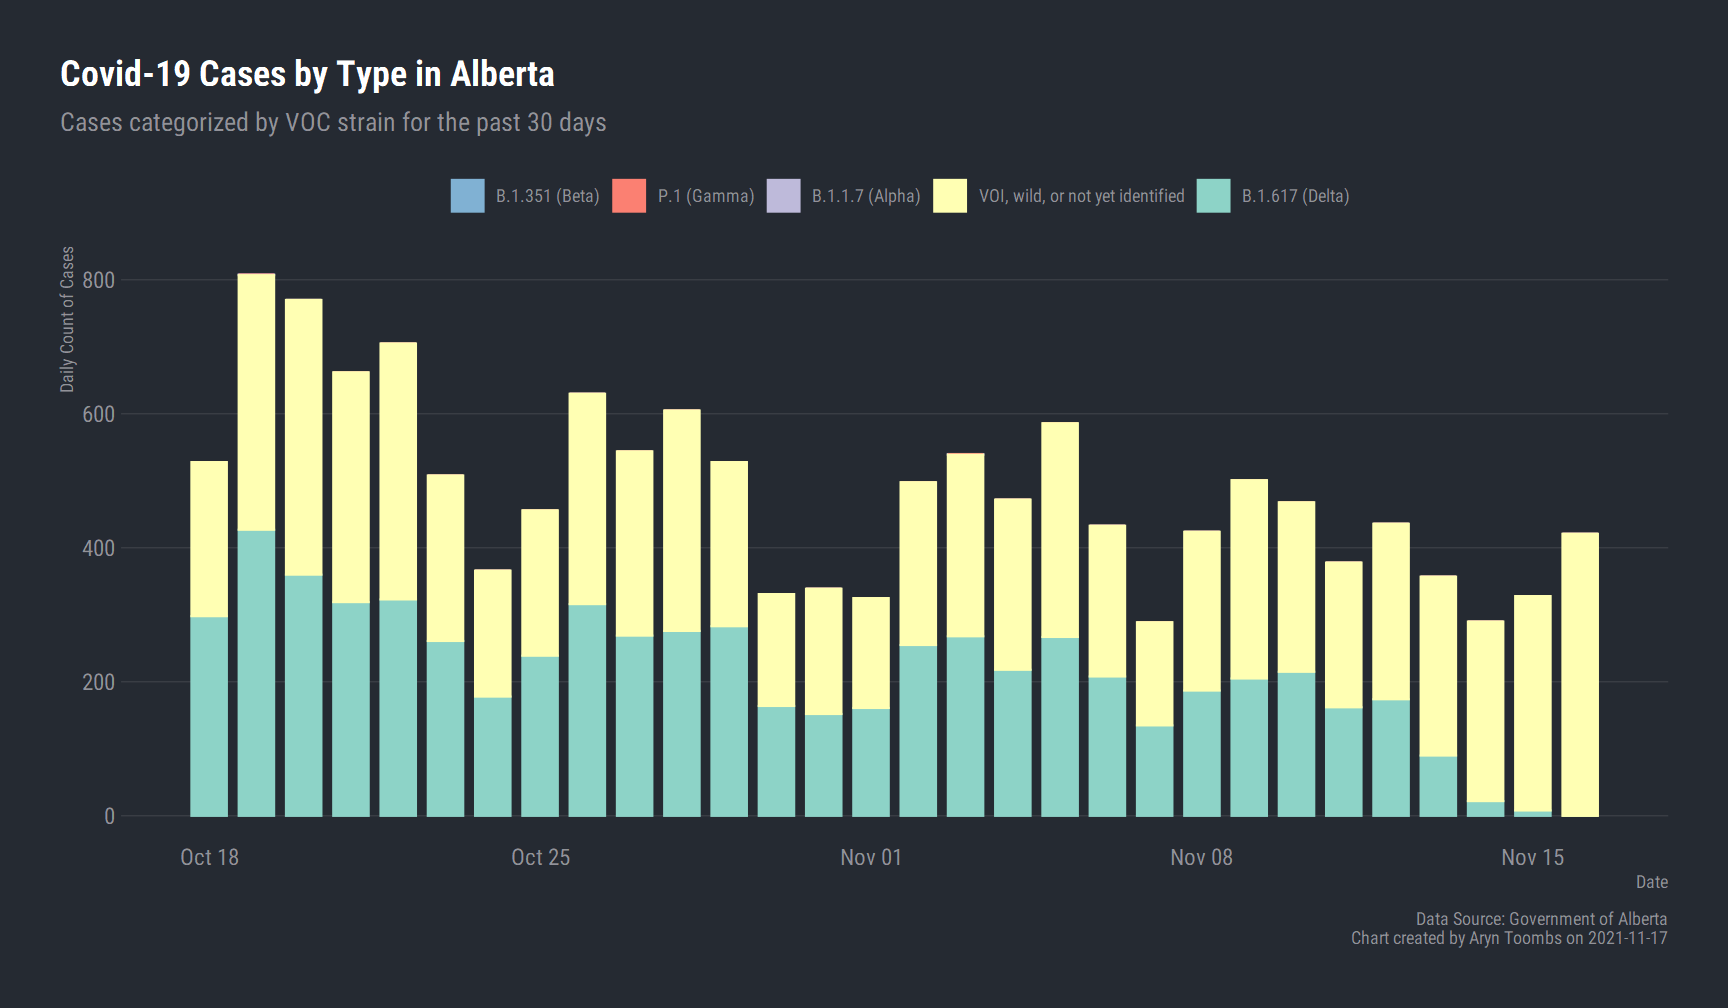 Covid-19 Cases by Type in Alberta
Cases categorized by VOC strain for the past 30 days
B.1.351 (Beta) P.1 (Gamma) B.1.1.7 (Alpha) VOI, wild, or not yet identified B.1.617 (Delta)
Daily Count of Cases
800
600
400
200
0
Oct 18 Oct 25 Nov 01 Nov 08 Nov 15
Date
Data Source: Government of Alberta
Chart created by Aryn Toombs on 2021-11-17